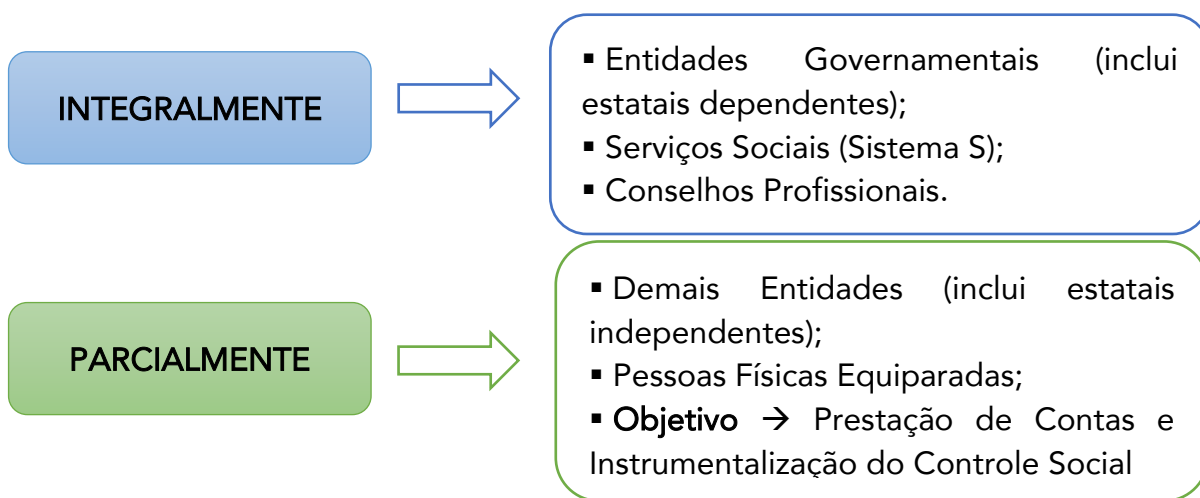 INTEGRALMENTE
▪ Entidades Governamentais (inclui
estatais dependentes);
▪ Serviços Sociais (Sistema S);
▪ Conselhos Profissionais.
PARCIALMENTE
▪ Demais Entidades (inclui estatais
independentes);
▪ Pessoas Físicas Equiparadas;
▪ Objetivo → Prestação de Contas e
Instrumentalização do Controle Social